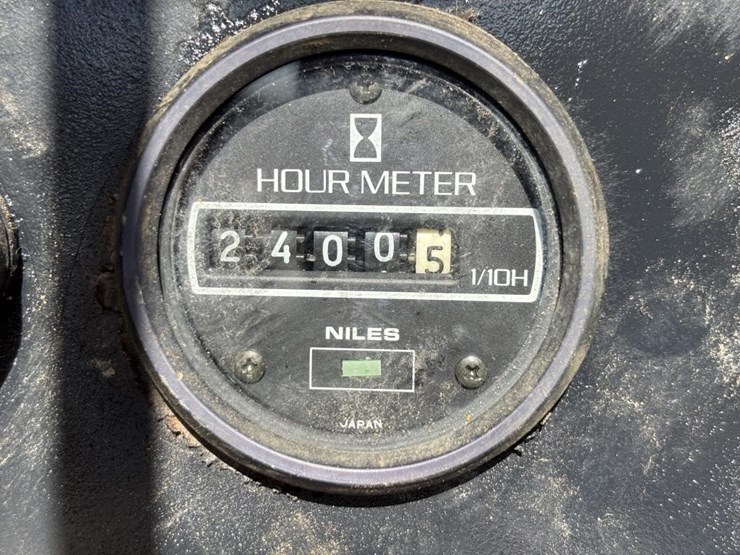 HOUR METER
24005
1/10H
NILES
JAPAN